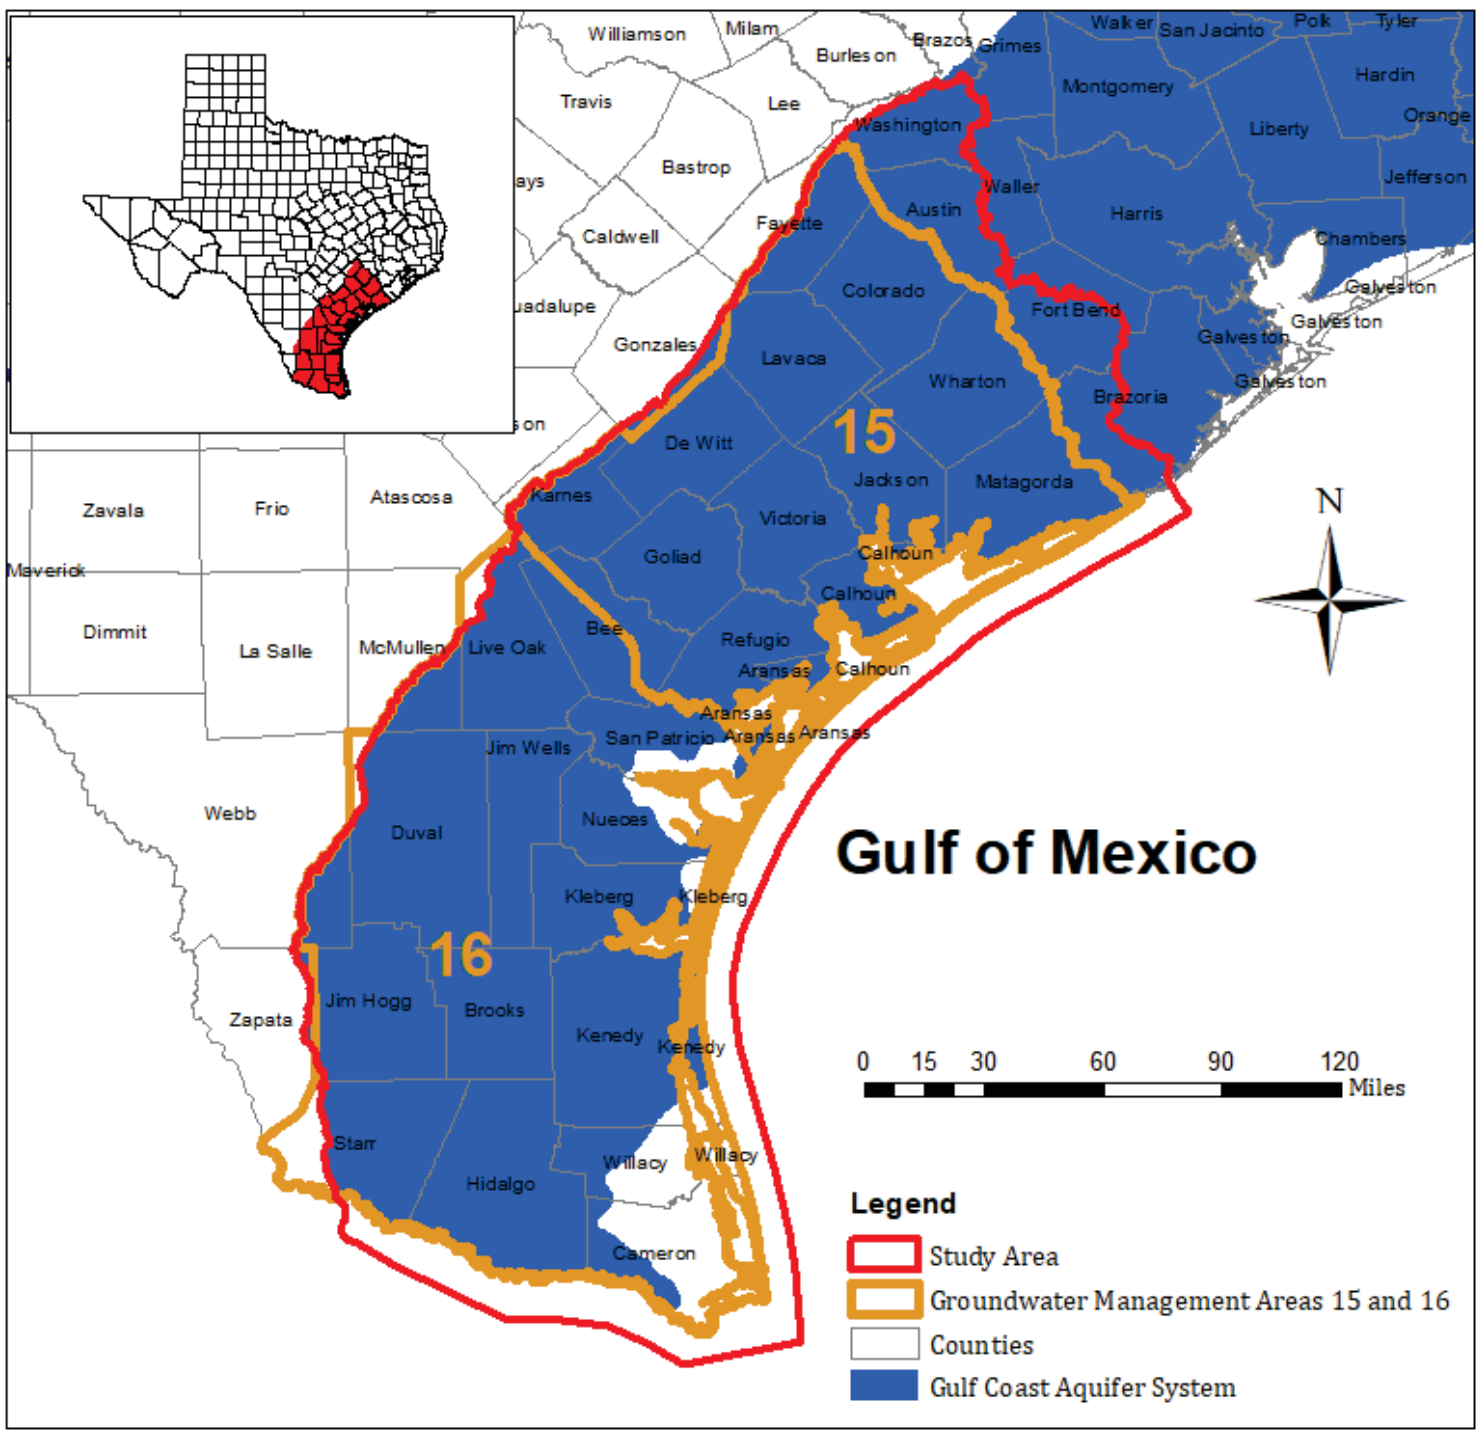 Williamson
Milam
Burleson
Brazos
Grimes
Walker
San Jacinto
Polk
Tyler
Travis
Lee
Washington
Montgomery
Hardin
Liberty
Orange
Bastrop
ays
Waller
Jefferson
Austin
Harris
Fayette
Caldwell
Chambers
Colorado
Galveston
uadalupe
Fort Bend
Galveston
Galveston
Gonzales
Lavaca
Wharton
Galveston
Brazoria
son
15
De Witt
Zavala
Frio
Atascosa
Karnes
Jackson
Matagorda
N
Victoria
Maverick
Goliad
Calhoun
Calhoun
Dimmit
La Salle
McMullen
Live Oak
Bee
Refugio
Aransas
Calhoun
Aransas
Jim Wells
San Patricio
Aransas
Aransas
Webb
Duval
Nueces
Gulf of Mexico
Kleberg
Kleberg
16
Jim Hogg
Brooks
Zapata
Kenedy
Kenedy
0 15 30 60 90 120
Miles
Starr
Willacy
Willacy
Hidalgo
Cameron
Legend
Study Area
Groundwater Management Areas 15 and 16
Counties
Gulf Coast Aquifer System